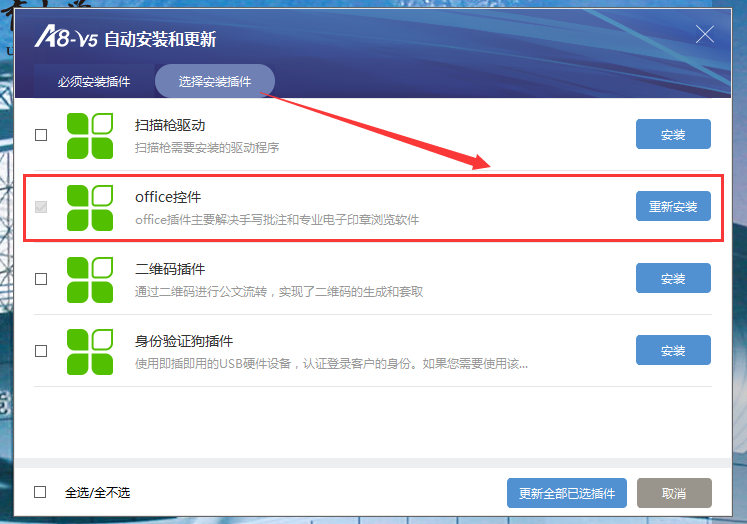 A8-V5 自动安装和更新
必须安装插件 选择安装插件
扫描枪驱动
扫描枪需要安装的驱动程序
安装
office控件
office插件主要解决手写批注和专业电子印章浏览软件
重新安装
二维码插件
通过二维码进行公文流转，实现了二维码的生成和套取
安装
身份验证狗插件
使用即插即用的USB硬件设备，认证登录客户的身份。如果您需要使用该...
安装
全选/全不选
更新全部已选插件
取消